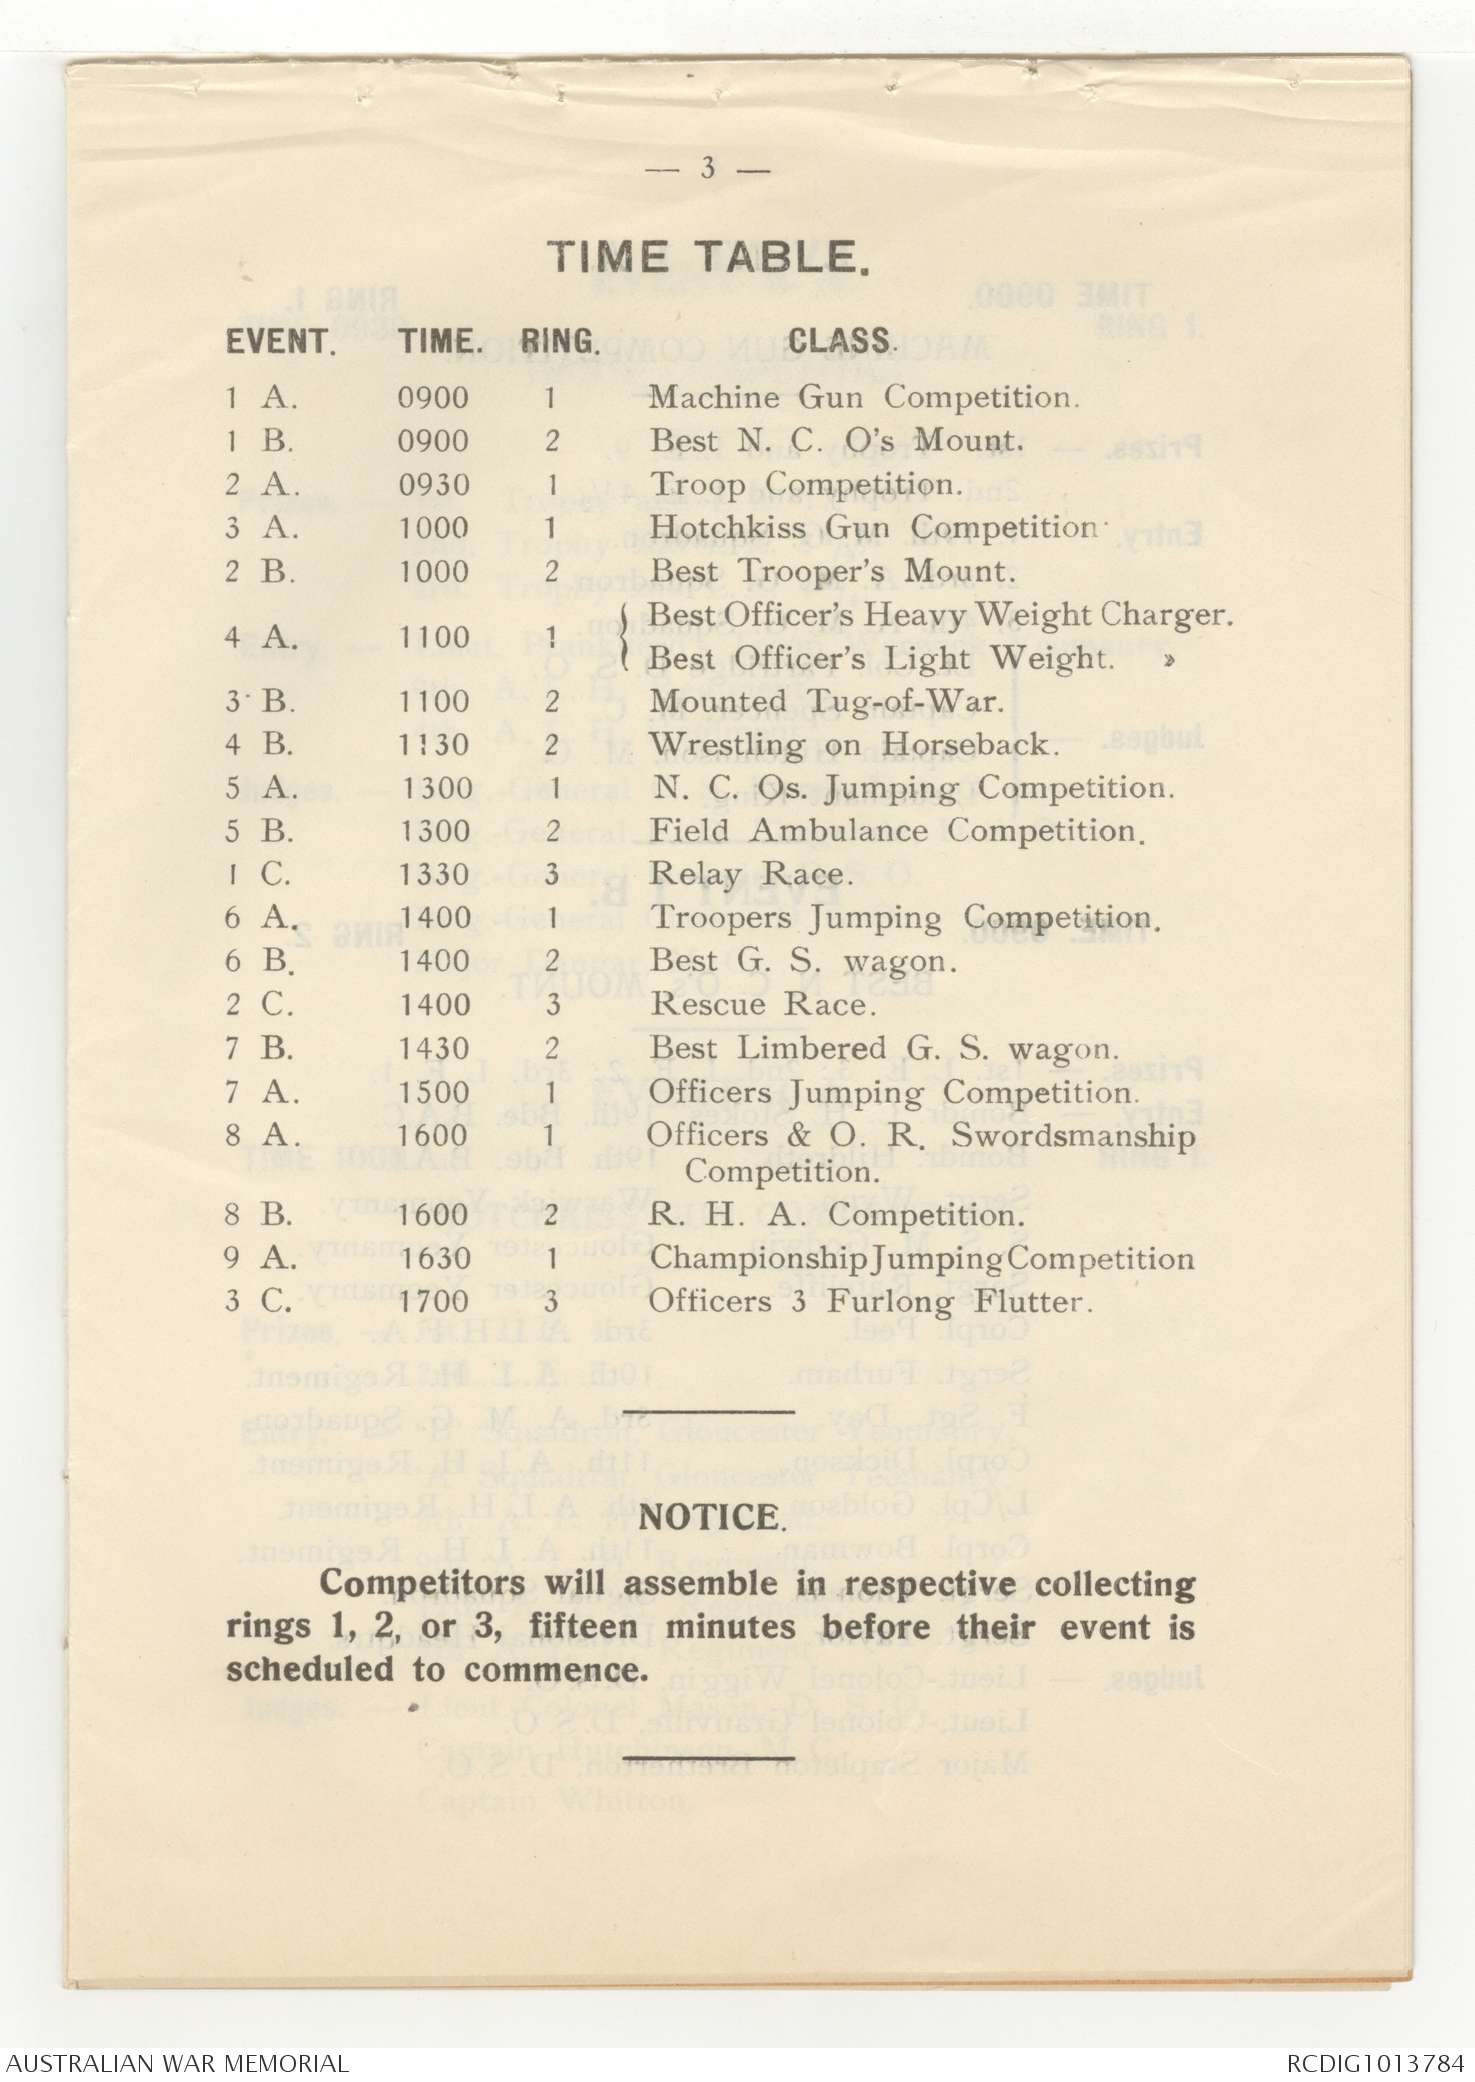 — 3 —
TIME TABLE.
EVENT. TIME. RING. CLASS.
1 A. 0900 1 Machine Gun Competition.
1 B. 0900 2 Best N. C. O's Mount.
2 A. 0930 1 Troop Competition.
3 A. 1000 1 Hotchkiss Gun Competition.
2 B. 1000 2 Best Trooper's Mount.
4 A. 1100 1 { Best Officer's Heavy Weight Charger.
Best Officer's Light Weight. »
3 B. 1100 2 Mounted Tug-of-War.
4 B. 1130 2 Wrestling on Horseback.
5 A. 1300 1 N. C. Os. Jumping Competition.
5 B. 1300 2 Field Ambulance Competition.
1 C. 1330 3 Relay Race.
6 A. 1400 1 Troopers Jumping Competition.
6 B. 1400 2 Best G. S. wagon.
2 C. 1400 3 Rescue Race.
7 B. 1430 2 Best Limbered G. S. wagon.
7 A. 1500 1 Officers Jumping Competition.
8 A. 1600 1 Officers & O. R. Swordsmanship
Competition.
8 B. 1600 2 R. H. A. Competition.
9 A. 1630 1 Championship Jumping Competition
3 C. 1700 3 Officers 3 Furlong Flutter.
NOTICE.
Competitors will assemble in respective collecting
rings 1, 2, or 3, fifteen minutes before their event is
scheduled to commence.
AUSTRALIAN WAR MEMORIAL RCDIG1013784